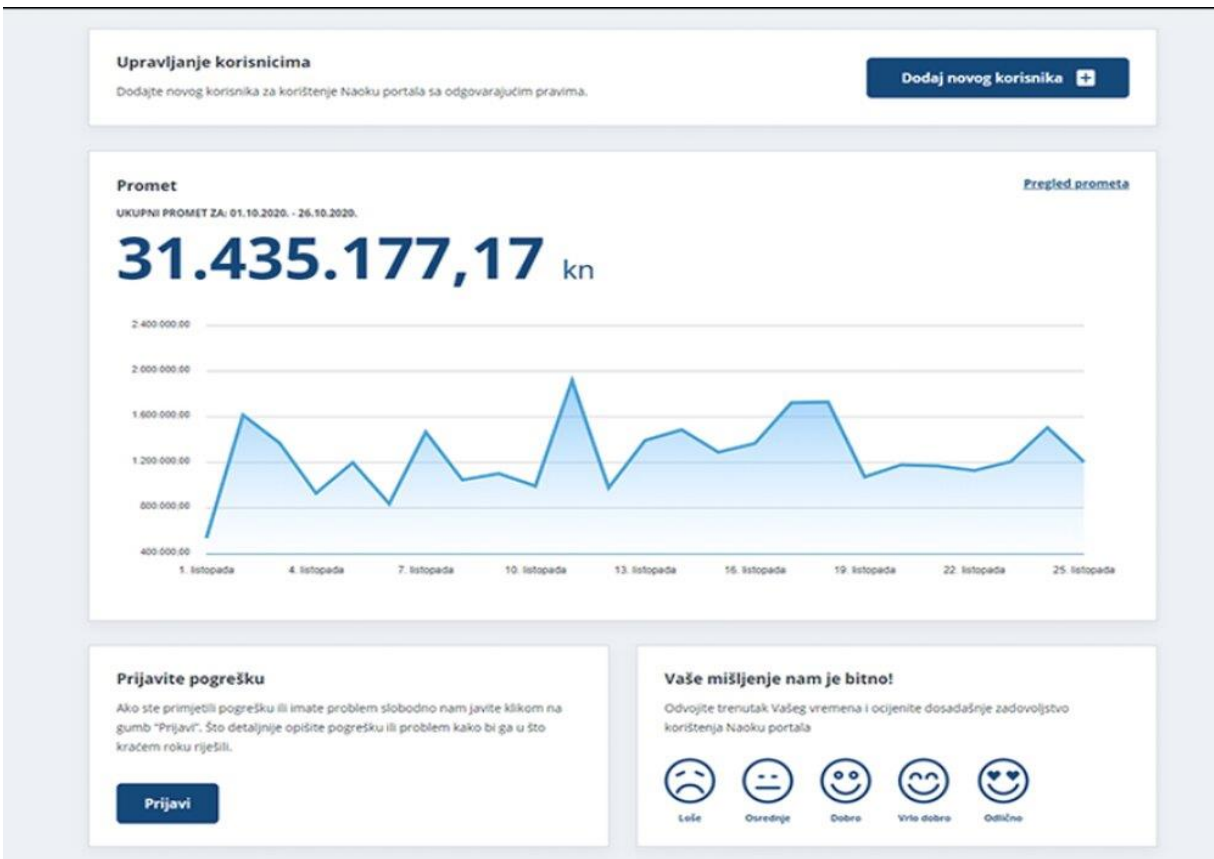 Upravljanje korisnicima
Dodajte novog korisnika za korištenje Naoku portala sa odgovarajućim pravima.
Dodaj novog korisnika
Promet
Pregled prometa
UKUPNI PROMET ZA: 01.10.2020. - 26.10.2020.
31.435.177,17 kn
2.400.000,00
2.000.000,00
1.600.000,00
1.200.000,00
800.000,00
400.000,00
1. listopada 4. listopada 7. listopada 10. listopada 13. listopada 16. listopada 19. listopada 22. listopada 25. listopada
Prijavite pogrešku
Ako ste primjetili pogrešku ili imate problem slobodno nam javite klikom na
gumb "Prijavi". Što detaljnije opišite pogrešku ili problem kako bi ga u što
kraćem roku riješili.
Prijavi
Vaše mišljenje nam je bitno!
Odvojite trenutak Vašeg vremena i ocijenite dosadašnje zadovoljstvo
korištenja Naoku portala
Loše Osrednje Dobro Vrlo dobro Odlično